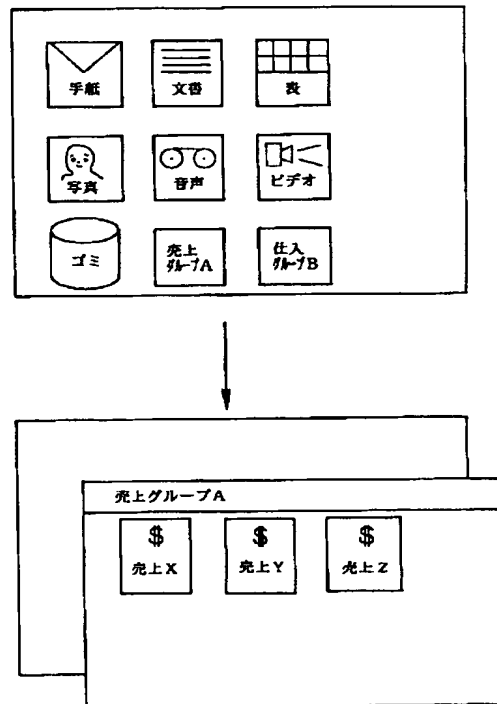 手紙
文書
表
写真
音声
ビデオ
ゴミ
売上
グループA
仕入
グループB
売上グループA
$
売上X
$
売上Y
$
売上Z